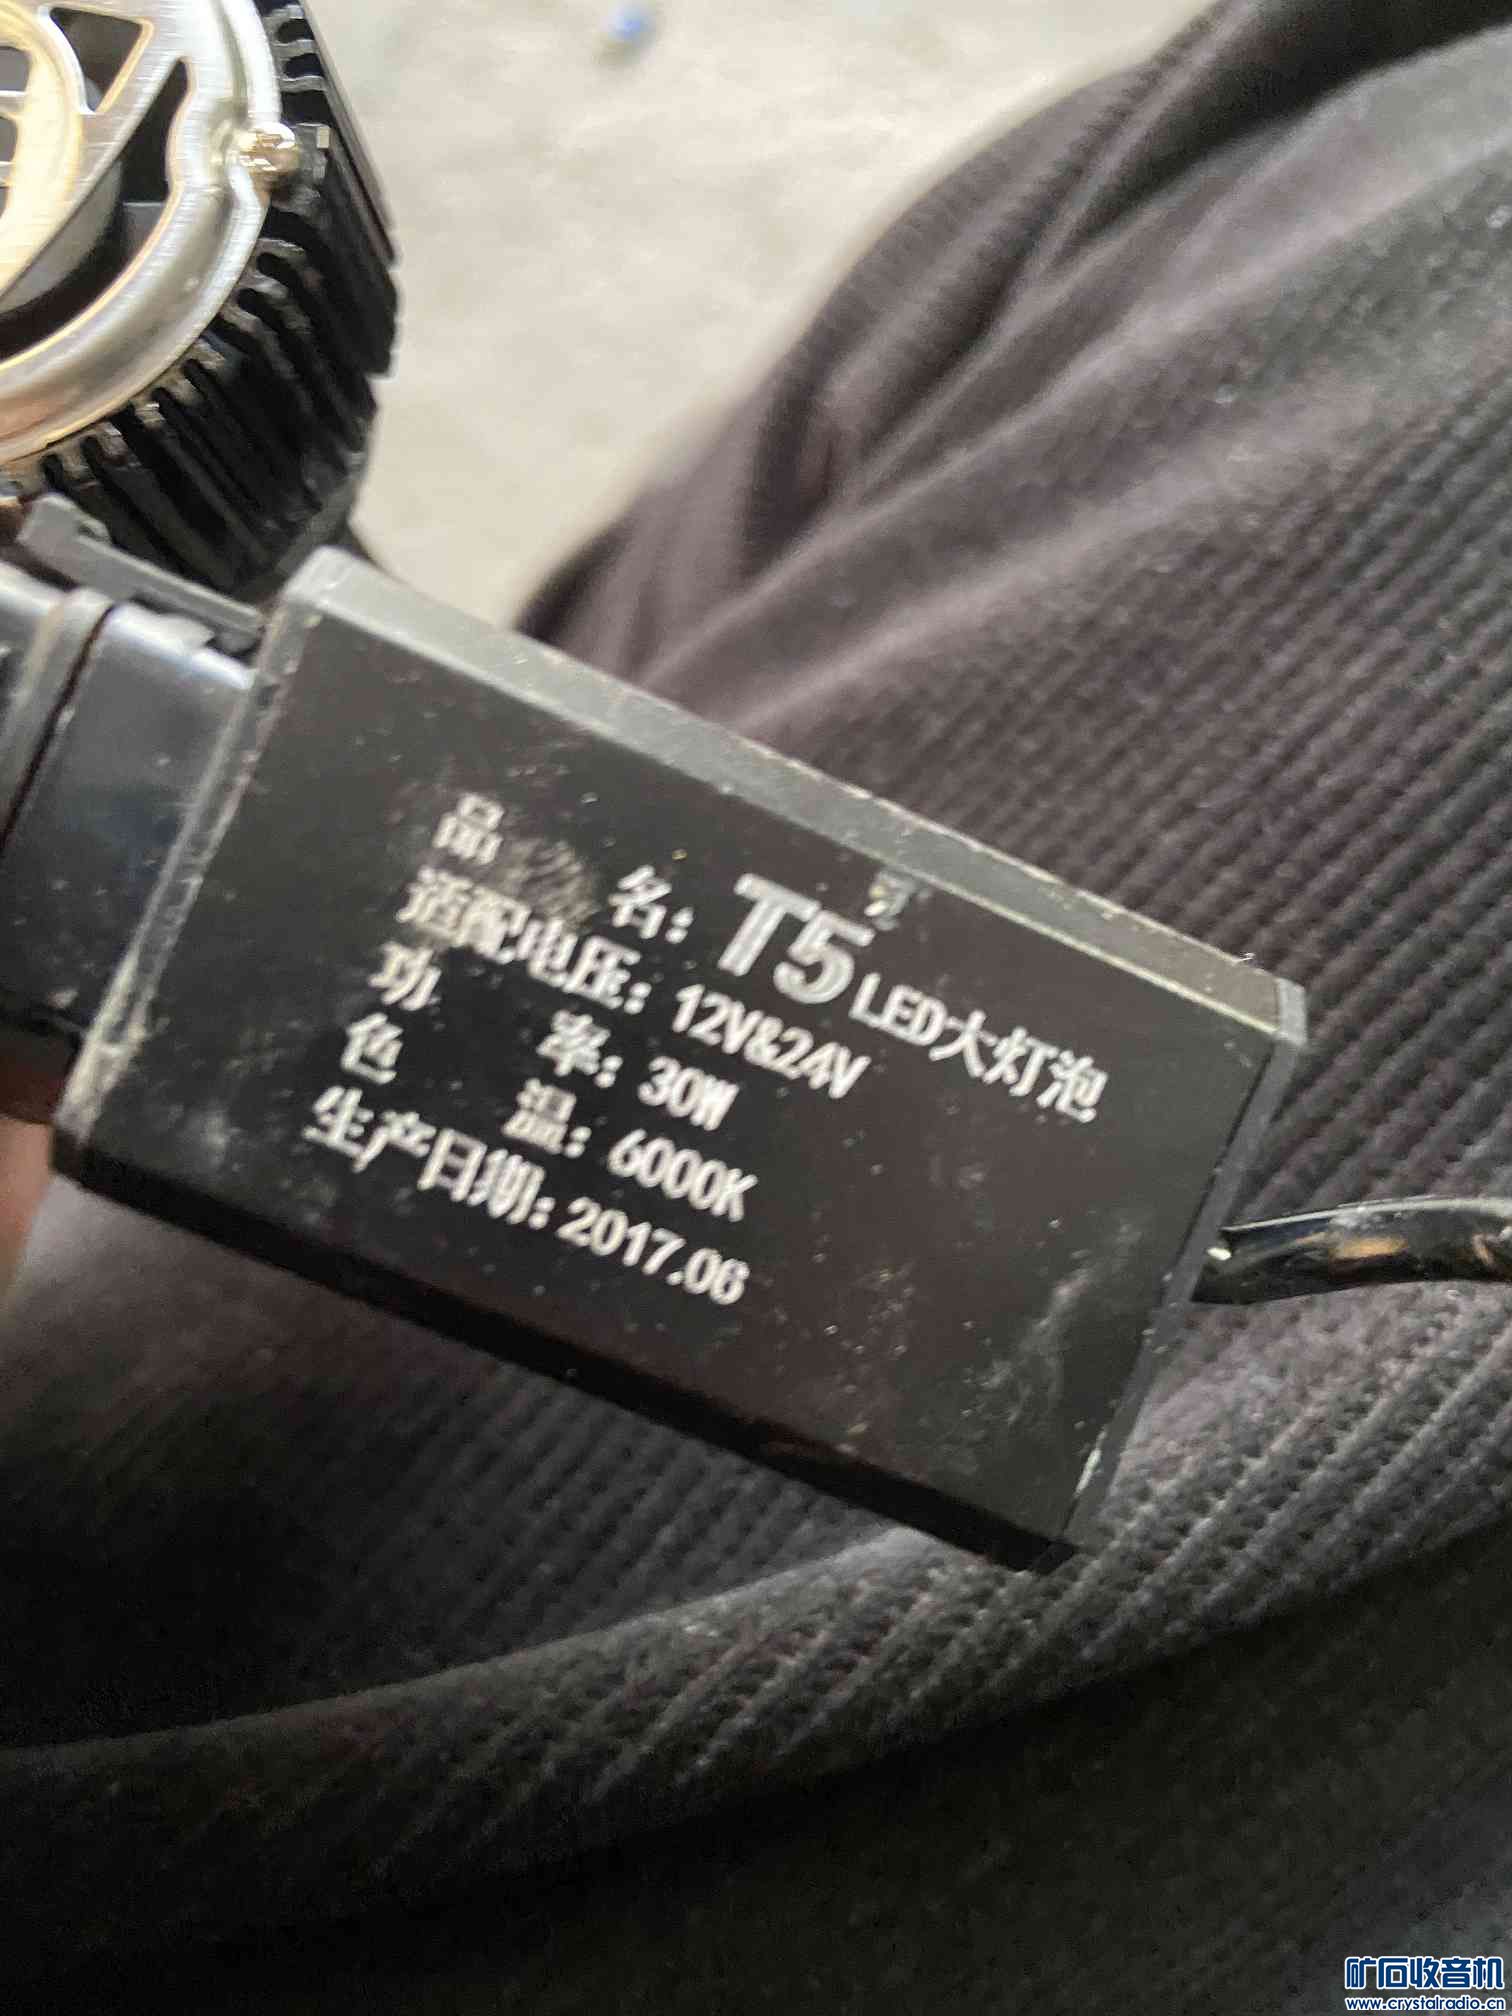 品 名: T5 LED大灯泡
适配电压: 12V&24V
功 率: 30W
色 温: 6000K
生产日期: 2017.06
矿石收音机
www.crystalradio.cn